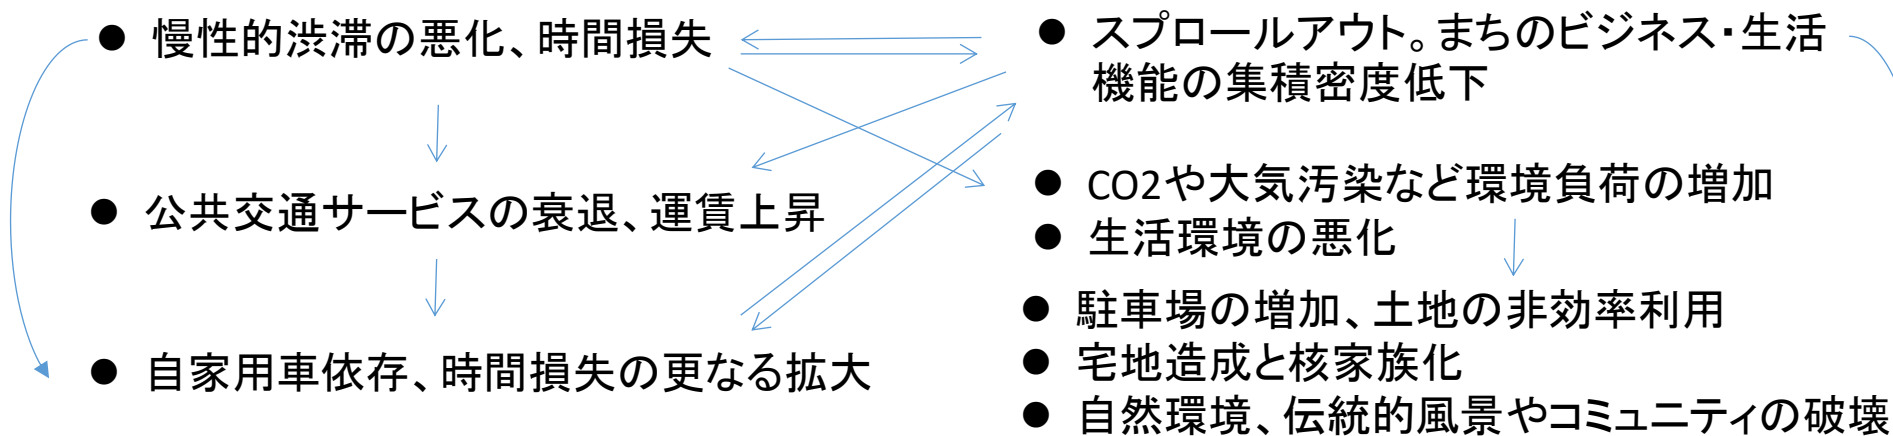 ● 慢性的渋滞の悪化、時間損失
● 公共交通サービスの衰退、運賃上昇
● 自家用車依存、時間損失の更なる拡大
● スプロールアウト。まちのビジネス・生活
機能の集積密度低下
● CO2や大気汚染など環境負荷の増加
● 生活環境の悪化
● 駐車場の増加、土地の非効率利用
● 宅地造成と核家族化
● 自然環境、伝統的風景やコミュニティの破壊